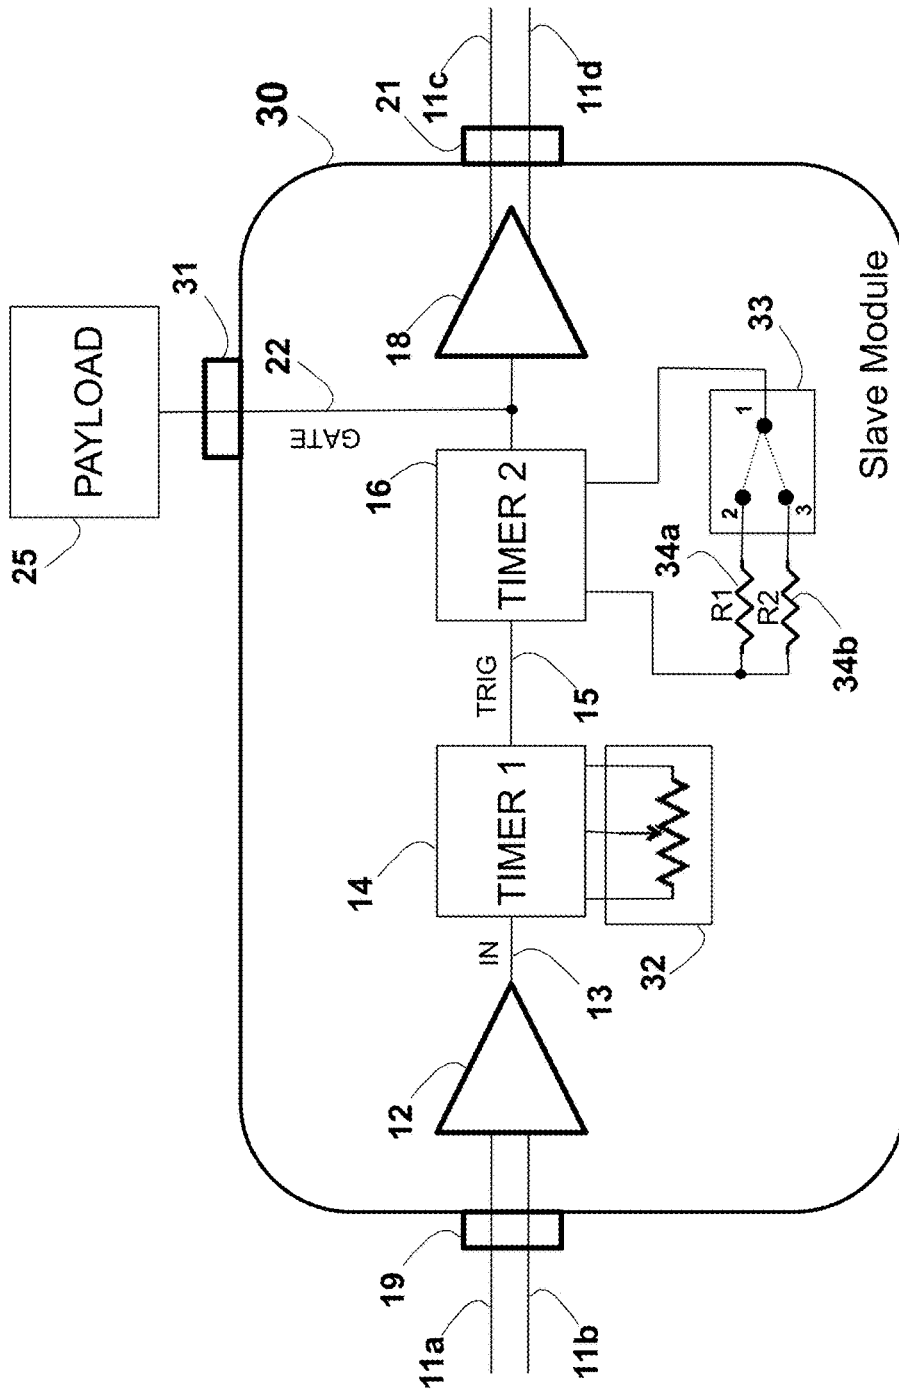 30
Slave Module
PAYLOAD
25
31
22
GATE
11a
11b
19
12
IN
13
TIMER 1
14
32
TRIG
15
TIMER 2
16
18
21
11c
11d
33
1
2
3
34a
R1
R2
34b